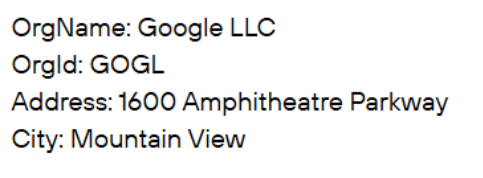 OrgName: Google LLC
OrgId: GOGL
Address: 1600 Amphitheatre Parkway
City: Mountain View